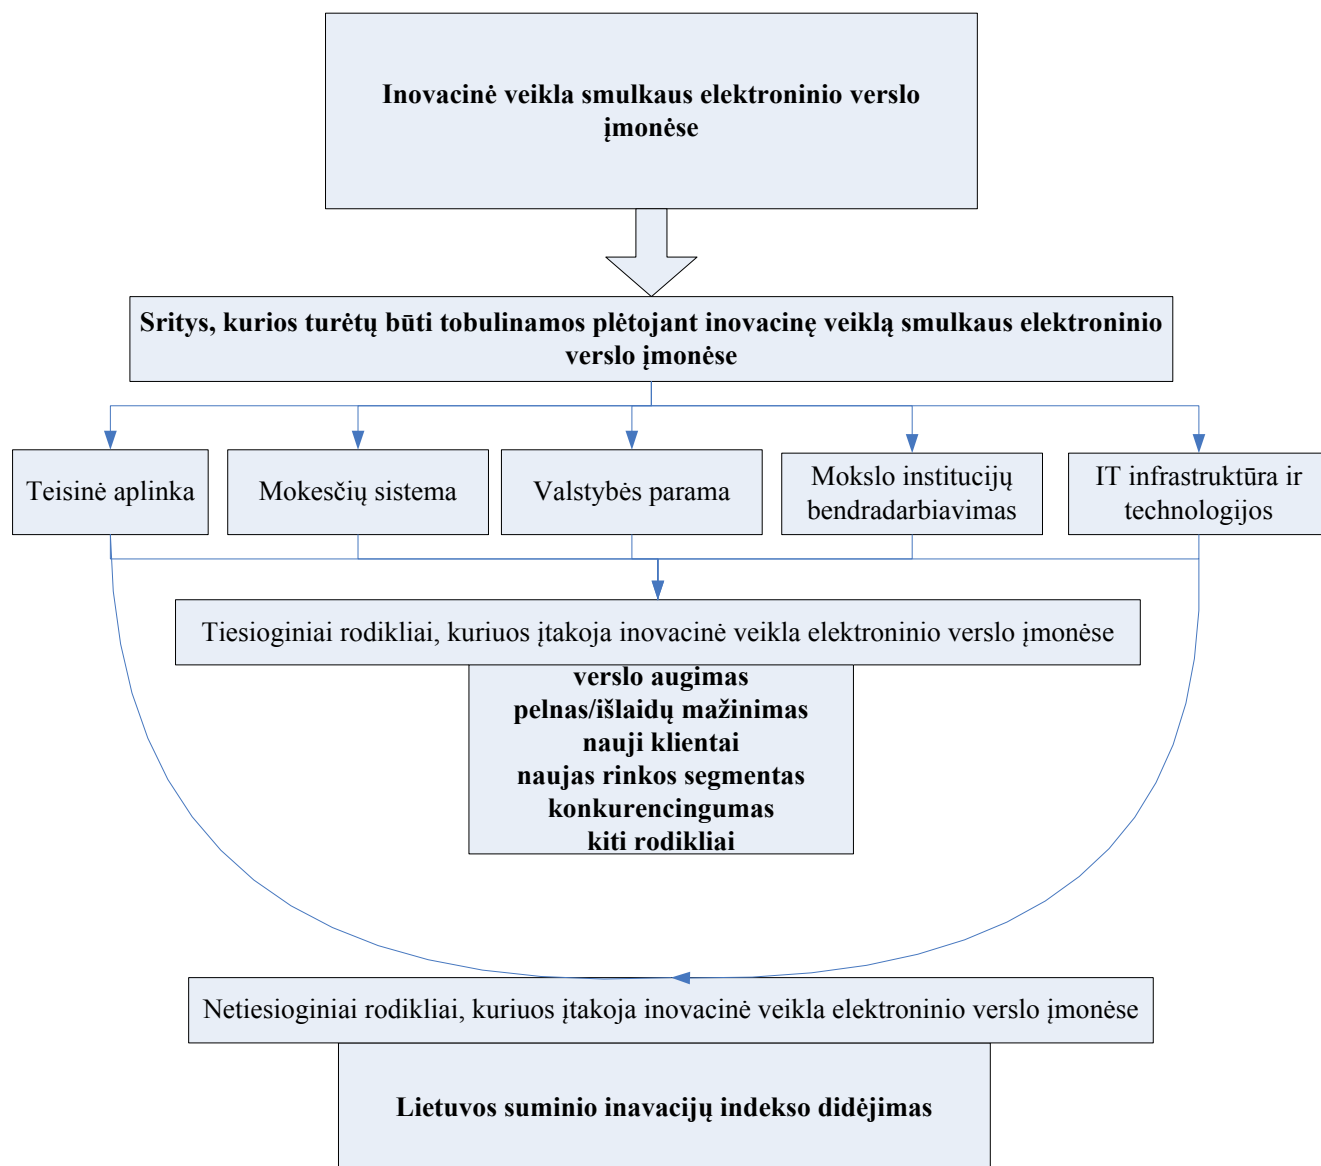 Inovacinė veikla smulkaus elektroninio verslo
įmonėse
Sritys, kurios turėtų būti tobulinamos plėtojant inovacinę veiklą smulkaus elektroninio
verslo įmonėse
Teisinė aplinka
Mokesčių sistema
Valstybės parama
Mokslo institucijų
bendradarbiavimas
IT infrastruktūra ir
technologijos
Tiesioginiai rodikliai, kuriuos įtakoja inovacinė veikla elektroninio verslo įmonėse
verslo augimas
pelnas/išlaidų mažinimas
nauji klientai
naujas rinkos segmentas
konkurencingumas
kiti rodikliai
Netiesioginiai rodikliai, kuriuos įtakoja inovacinė veikla elektroninio verslo įmonėse
Lietuvos suminio inavacijų indekso didėjimas